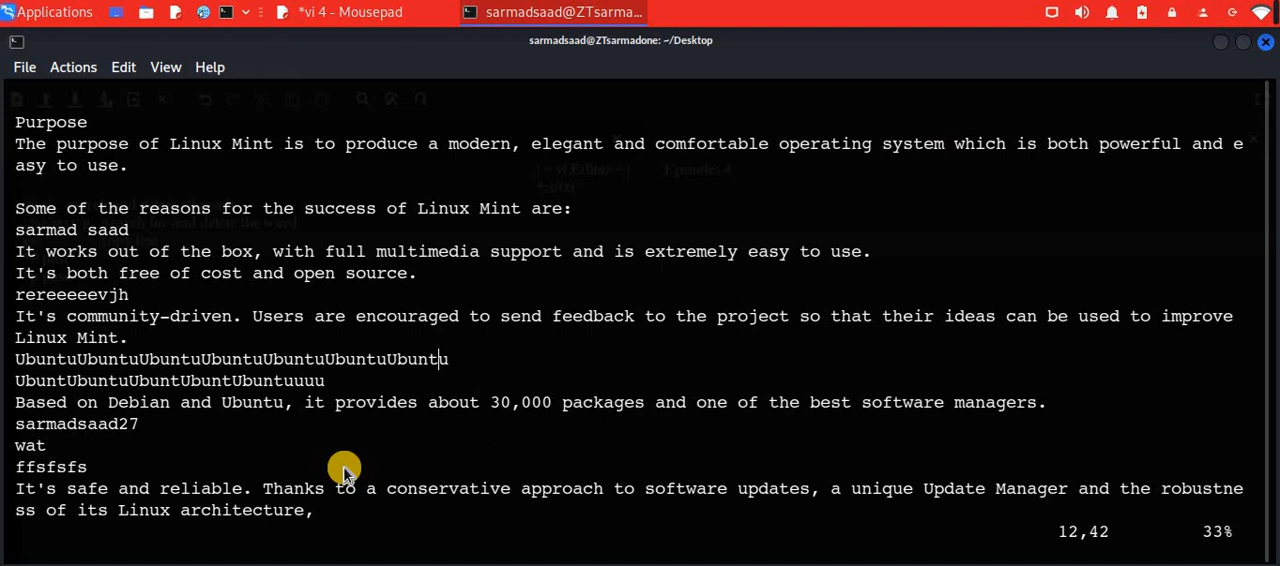 Applications
*vi 4 - Mousepad
sarmadsaad@ZTsarma...
sarmadsaad@ZTsarmadone: ~/Desktop
File Actions Edit View Help
Purpose
The purpose of Linux Mint is to produce a modern, elegant and comfortable operating system which is both powerful and e
asy to use.
Some of the reasons for the success of Linux Mint are:
sarmad saad
It works out of the box, with full multimedia support and is extremely easy to use.
It's both free of cost and open source.
rereeeeevjh
It's community-driven. Users are encouraged to send feedback to the project so that their ideas can be used to improve
Linux Mint.
UbuntuUbuntuUbuntuUbuntuUbuntuUbuntuUbuntu
UbuntUbuntuUbuntUbuntUbuntuuuu
Based on Debian and Ubuntu, it provides about 30,000 packages and one of the best software managers.
sarmadsaad27
wat
ffsfsfs
It's safe and reliable. Thanks to a conservative approach to software updates, a unique Update Manager and the robustne
ss of its Linux architecture,
12,42 33%